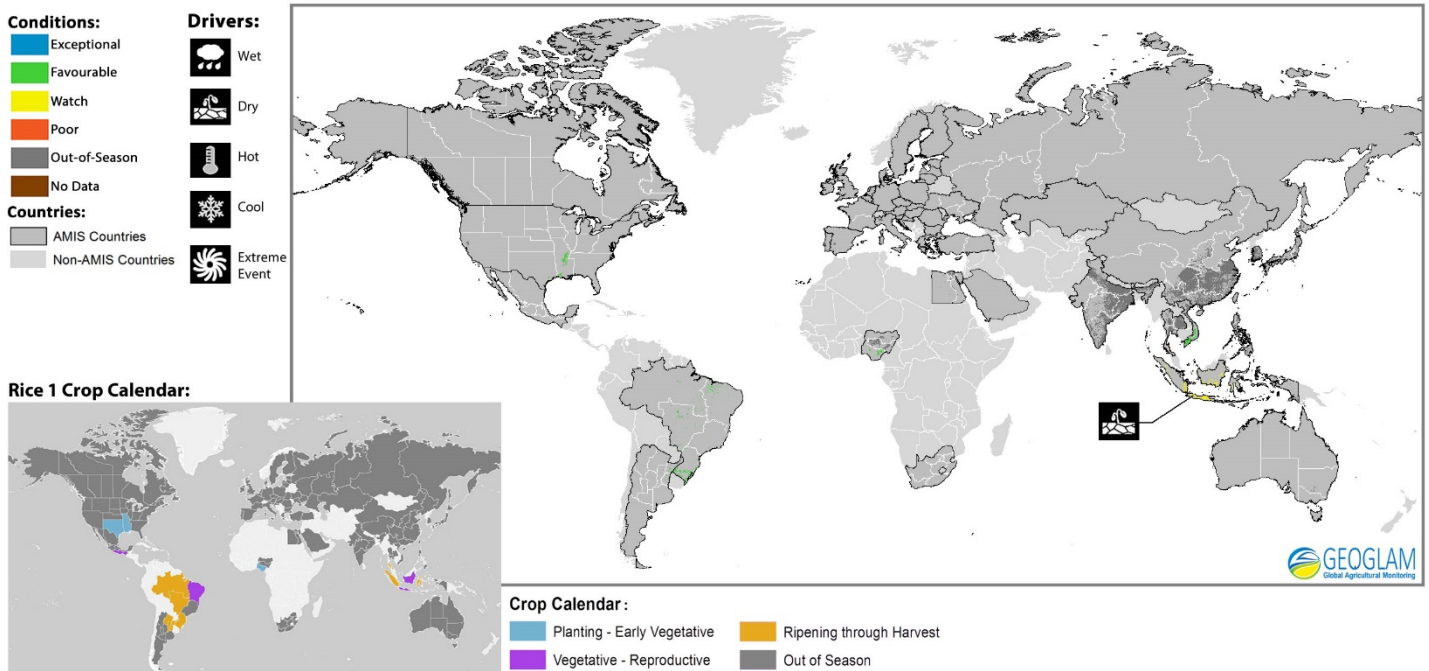 Conditions:
Exceptional
Favourable
Watch
Poor
Out-of-Season
No Data
Countries:
AMIS Countries
Non-AMIS Countries
Drivers:
Wet
Dry
Hot
Cool
Extreme
Event
GEOGLAM
Global Agricultural Monitoring
Rice 1 Crop Calendar:
Crop Calendar :
Planting - Early Vegetative
Ripening through Harvest
Vegetative - Reproductive
Out of Season